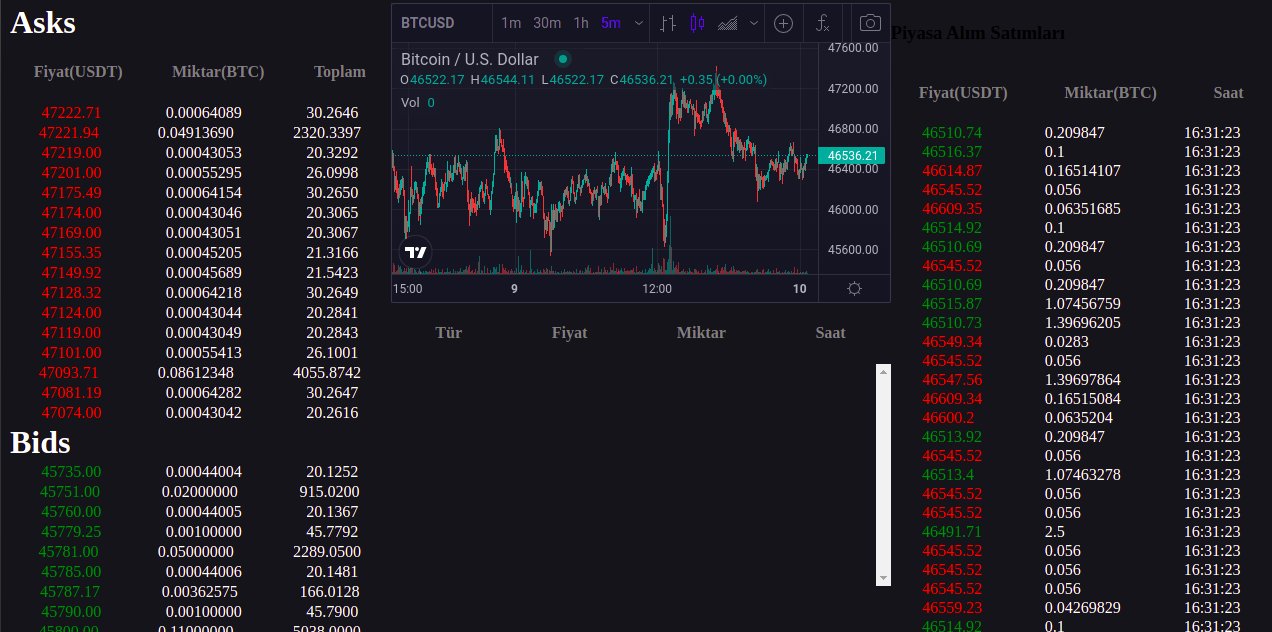 Asks
Fiyat(USDT) Miktar(BTC) Toplam
47222.71 0.00064089 30.2646
47221.94 0.04913690 2320.3397
47219.00 0.00043053 20.3292
47201.00 0.00055295 26.0998
47175.49 0.00064154 30.2650
47174.00 0.00043046 20.3065
47169.00 0.00043051 20.3067
47155.35 0.00045205 21.3166
47149.92 0.00045689 21.5423
47128.32 0.00064218 30.2649
47124.00 0.00043044 20.2841
47119.00 0.00043049 20.2843
47101.00 0.00055413 26.1001
47093.71 0.08612348 4055.8742
47081.19 0.00064282 30.2647
47074.00 0.00043042 20.2616
Bids
45735.00 0.00044004 20.1252
45751.00 0.02000000 915.0200
45760.00 0.00044005 20.1367
45779.25 0.00100000 45.7792
45781.00 0.05000000 2289.0500
45785.00 0.00044006 20.1481
45787.17 0.00362575 166.0128
45790.00 0.00100000 45.7900
45800.00 0.11000000 5038.0000
BTCUSD 1m 30m 1h 5m
Bitcoin / U.S. Dollar
O46522.17 H46544.11 L46522.17 C46536.21 +0.35 (+0.00%)
Vol 0
47600.00
47200.00
46800.00
46536.21
46400.00
46000.00
45600.00
15:00 9 12:00 10
Tür Fiyat Miktar Saat
Piyasa Alım Satımları
Fiyat(USDT) Miktar(BTC) Saat
46510.74 0.209847 16:31:23
46516.37 0.1 16:31:23
46614.87 0.16514107 16:31:23
46545.52 0.056 16:31:23
46609.35 0.06351685 16:31:23
46514.92 0.1 16:31:23
46510.69 0.209847 16:31:23
46545.52 0.056 16:31:23
46510.69 0.209847 16:31:23
46515.87 1.07456759 16:31:23
46510.73 1.39696205 16:31:23
46549.34 0.0283 16:31:23
46545.52 0.056 16:31:23
46547.56 1.39697864 16:31:23
46609.34 0.16515084 16:31:23
46600.2 0.0635204 16:31:23
46513.92 0.209847 16:31:23
46545.52 0.056 16:31:23
46513.4 1.07463278 16:31:23
46545.52 0.056 16:31:23
46545.52 0.056 16:31:23
46491.71 2.5 16:31:23
46545.52 0.056 16:31:23
46545.52 0.056 16:31:23
46545.52 0.056 16:31:23
46559.23 0.04269829 16:31:23
46514.92 0.1 16:31:23